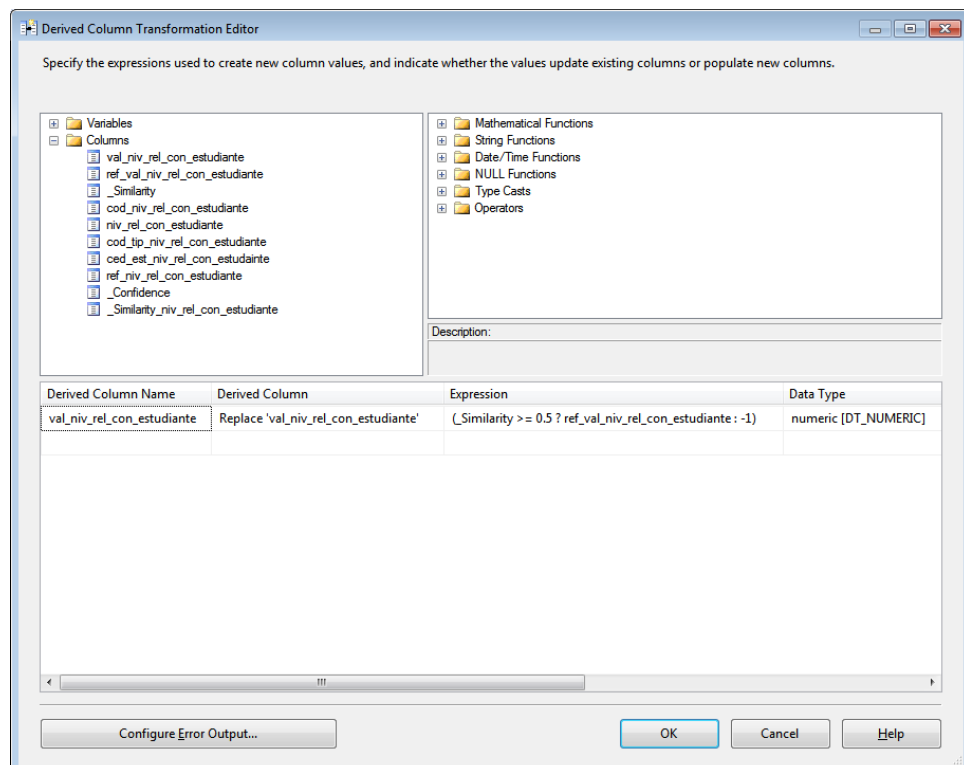 Derived Column Transformation Editor
Specify the expressions used to create new column values, and indicate whether the values update existing columns or populate new columns.
Variables
Columns
val_niv_rel_con_estudiante
ref_val_niv_rel_con_estudiante
_Similarity
cod_niv_rel_con_estudiante
niv_rel_con_estudiante
cod_tip_niv_rel_con_estudiante
ced_est_niv_rel_con_estudainte
ref_niv_rel_con_estudiante
_Confidence
_Similarity_niv_rel_con_estudiante
Mathematical Functions
String Functions
Date/Time Functions
NULL Functions
Type Casts
Operators
Description:
Derived Column Name Derived Column Expression Data Type
val_niv_rel_con_estudiante Replace 'val_niv_rel_con_estudiante' (_Similarity >= 0.5 ? ref_val_niv_rel_con_estudiante : -1) numeric [DT_NUMERIC]
Configure Error Output... OK Cancel Help